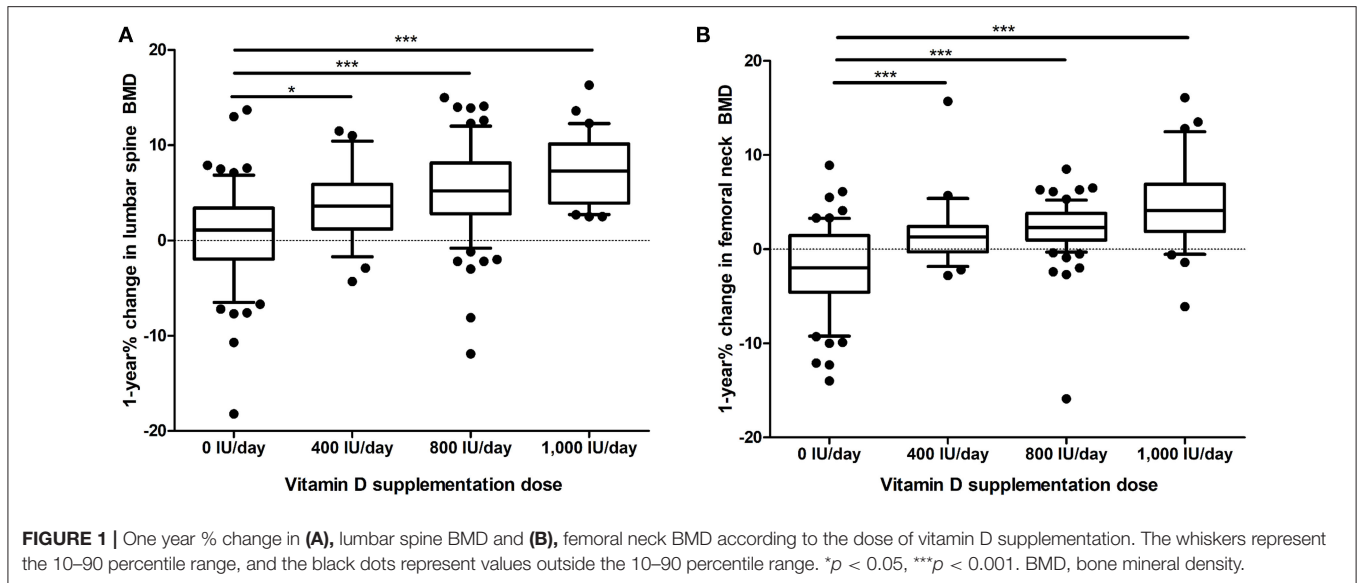 A
***
***
*
20
10
0
-10
-20
1-year% change in lumbar spine BMD
0 IU/day 400 IU/day 800 IU/day 1,000 IU/day
Vitamin D supplementation dose
B
***
***
***
20
10
0
-10
-20
1-year% change in femoral neck BMD
0 IU/day 400 IU/day 800 IU/day 1,000 IU/day
Vitamin D supplementation dose
FIGURE 1 | One year % change in (A), lumbar spine BMD and (B), femoral neck BMD according to the dose of vitamin D supplementation. The whiskers represent
the 10–90 percentile range, and the black dots represent values outside the 10–90 percentile range. *p < 0.05, ***p < 0.001. BMD, bone mineral density.